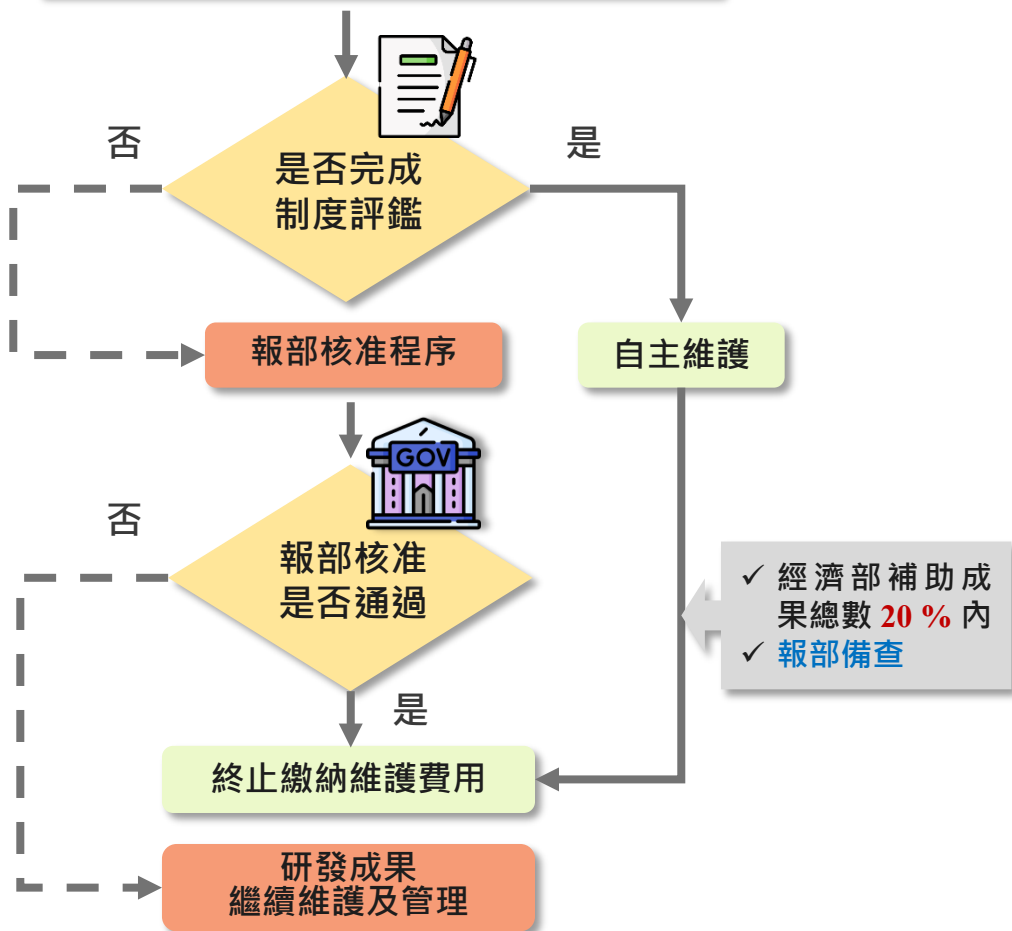 否
是
是否完成
制度評鑑
報部核准程序
自主維護
GOV
否
報部核准
是否通過
✓ 經濟部補助成
果總數 20 % 內
✓ 報部備查
是
終止繳納維護費用
研發成果
繼續維護及管理